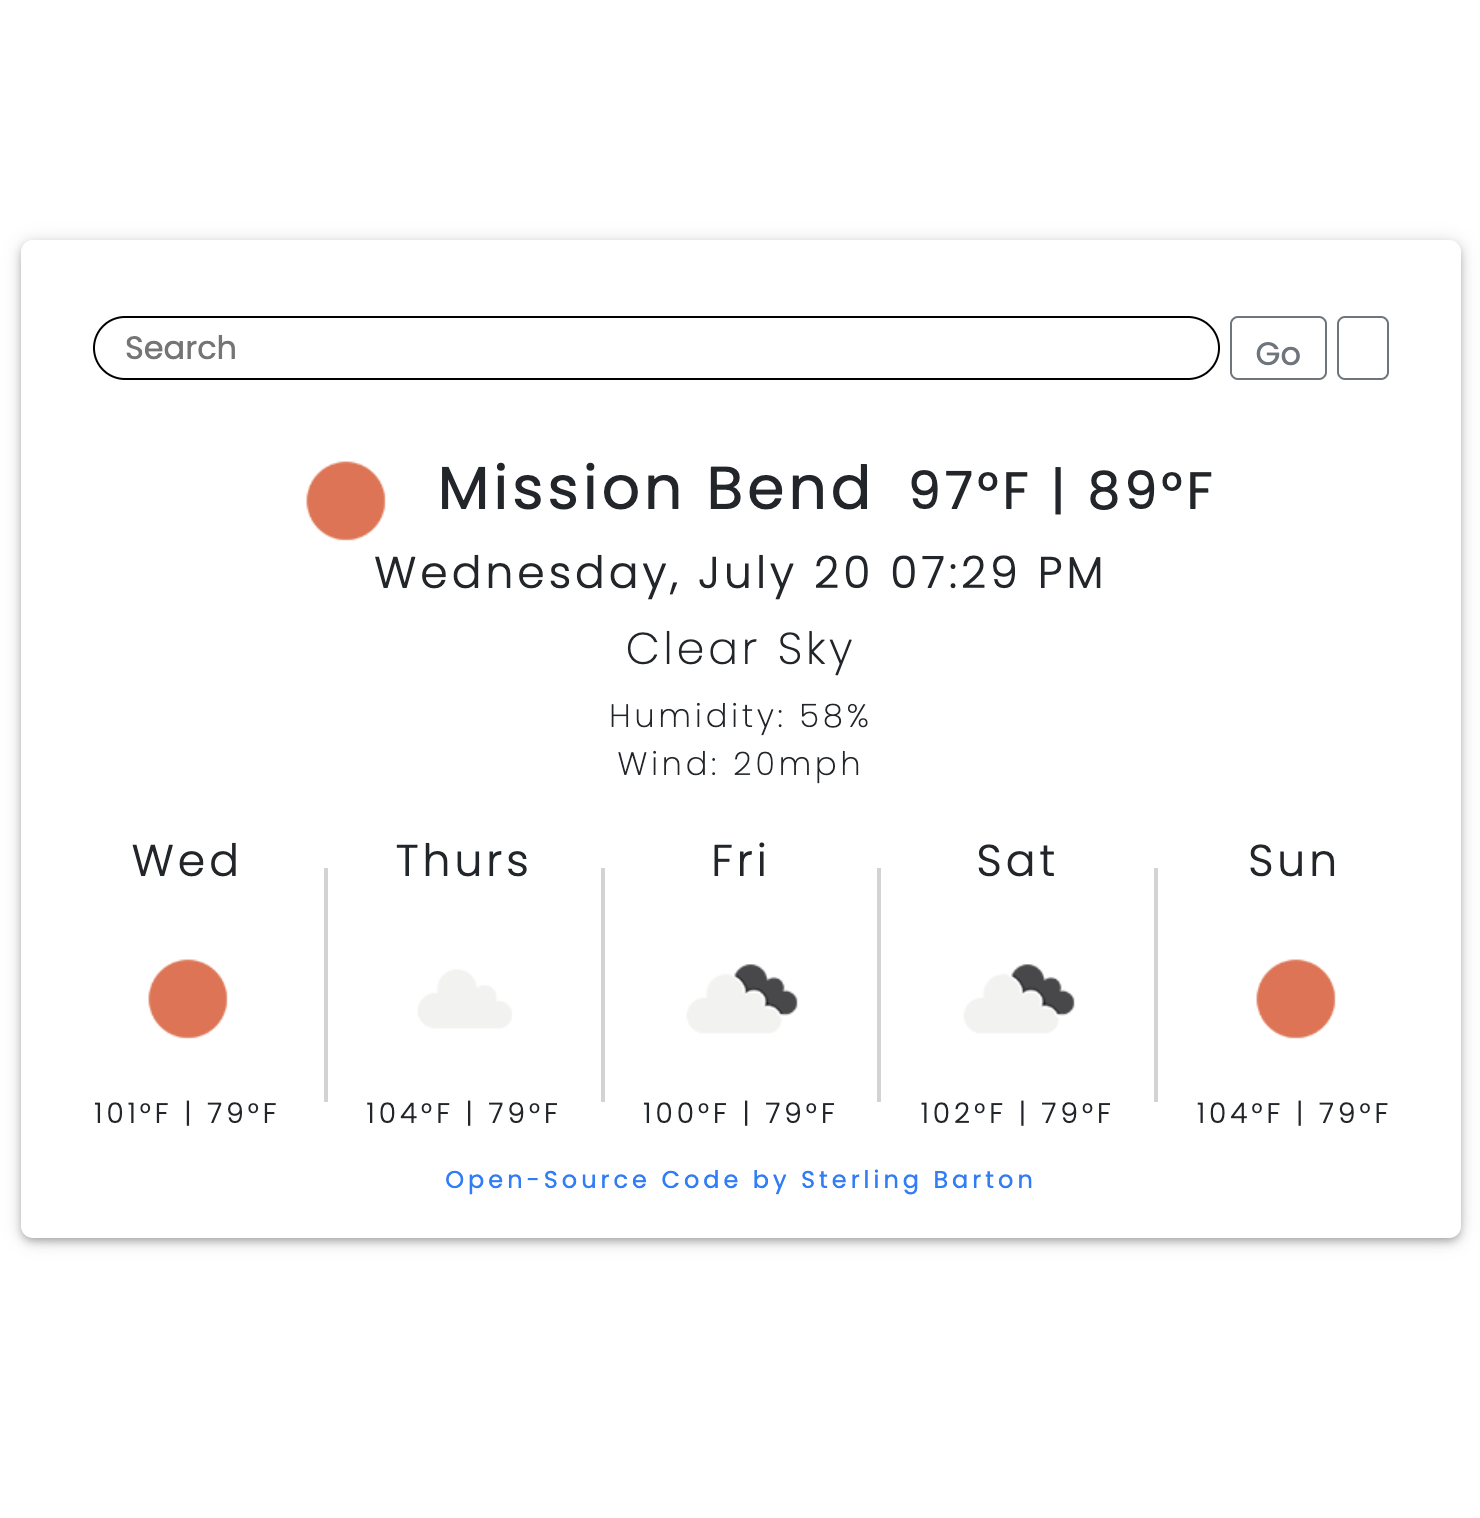 Search
Go
Mission Bend 97°F | 89°F
Wednesday, July 20 07:29 PM
Clear Sky
Humidity: 58%
Wind: 20mph
Wed Thurs Fri Sat Sun
101°F | 79°F 104°F | 79°F 100°F | 79°F 102°F | 79°F 104°F | 79°F
Open-Source Code by Sterling Barton